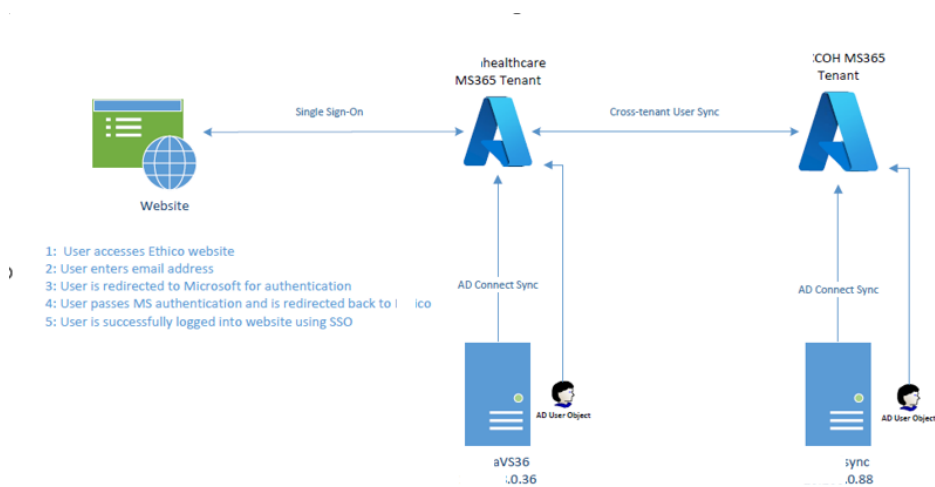 healthcare
MS365 Tenant
COH MS365
Tenant
Single Sign-On
Cross-tenant User Sync
Website
1: User accesses Ethico website
2: User enters email address
3: User is redirected to Microsoft for authentication
4: User passes MS authentication and is redirected back to ico
5: User is successfully logged into website using SSO
AD Connect Sync
AD Connect Sync
AD User Object
AD User Object
aVS36
.0.36
sync
.0.88